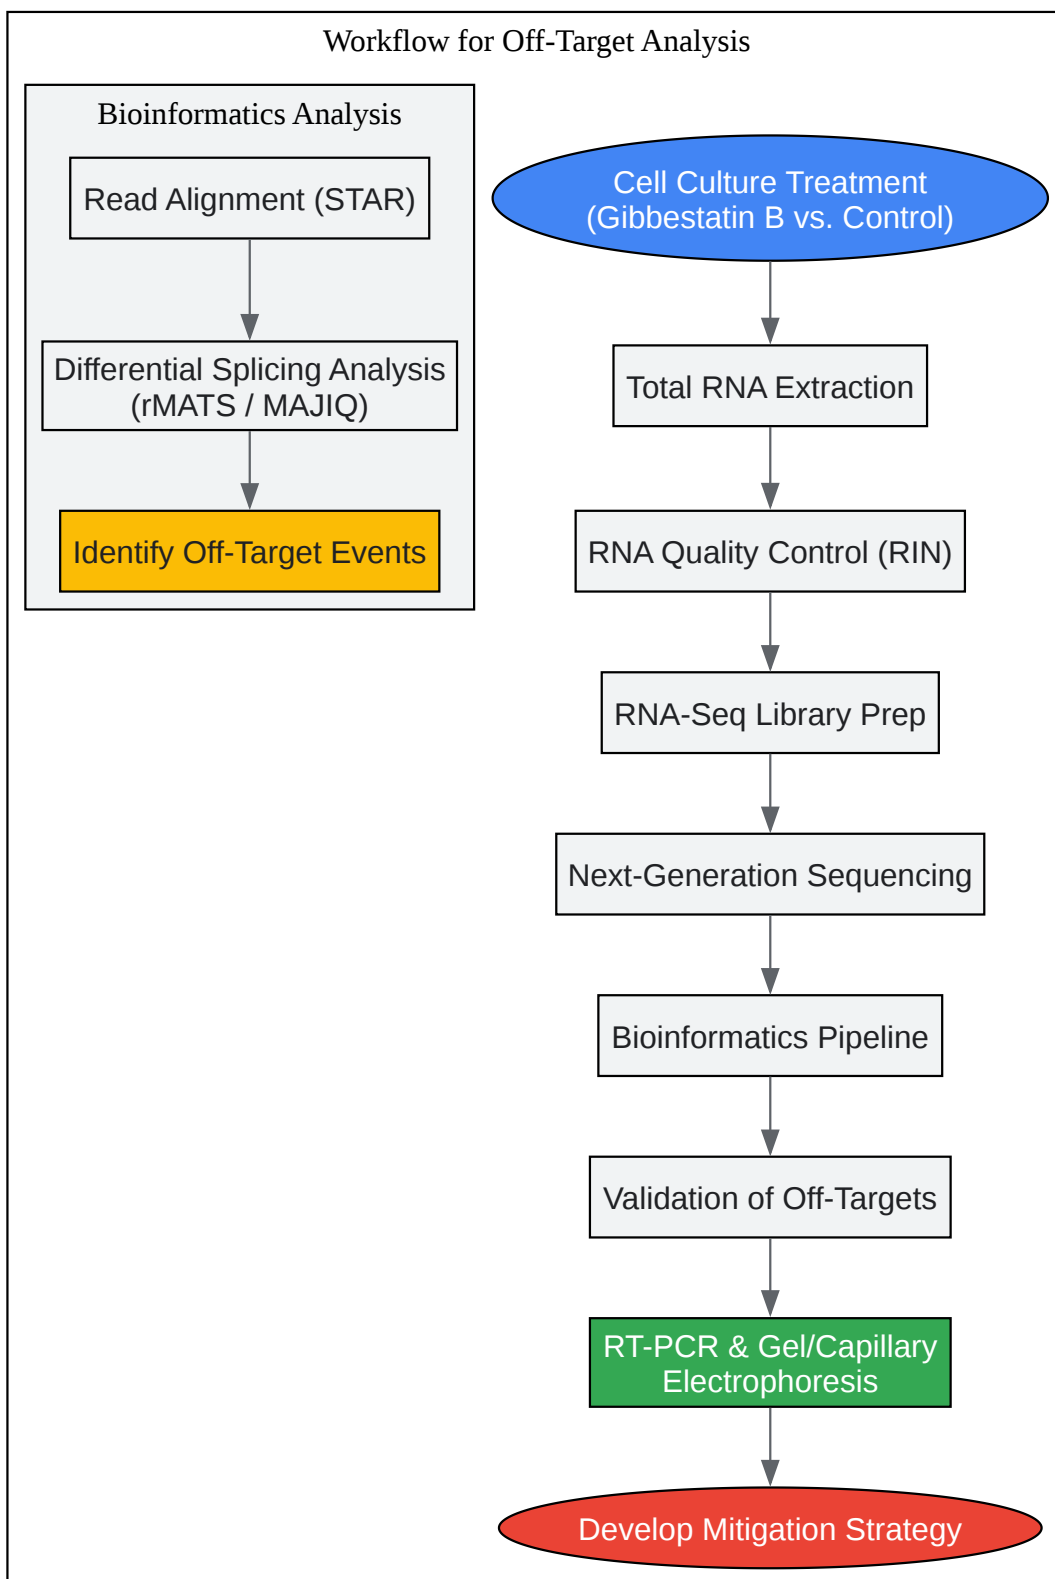 Workflow for Off-Target Analysis
Bioinformatics Analysis
Read Alignment (STAR)
Differential Splicing Analysis
(rMATS / MAJIQ)
Identify Off-Target Events
Cell Culture Treatment
(Gibbestatin B vs. Control)
Total RNA Extraction
RNA Quality Control (RIN)
RNA-Seq Library Prep
Next-Generation Sequencing
Bioinformatics Pipeline
Validation of Off-Targets
RT-PCR & Gel/Capillary
Electrophoresis
Develop Mitigation Strategy